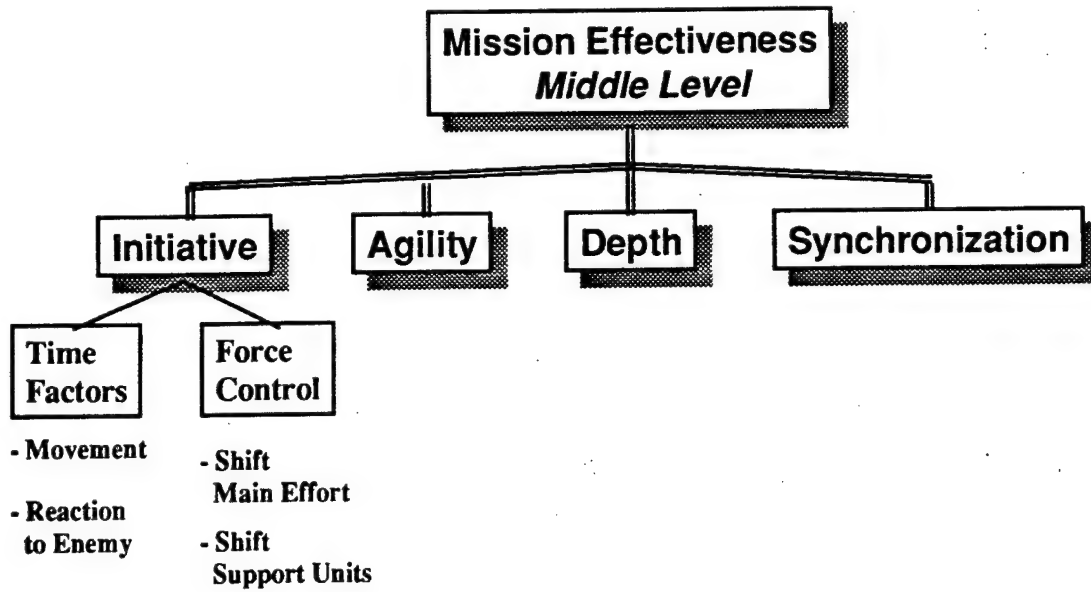 Mission Effectiveness
Middle Level
Initiative
Agility
Depth
Synchronization
Time
Factors
Force
Control
- Movement
- Reaction
to Enemy
- Shift
Main Effort
- Shift
Support Units